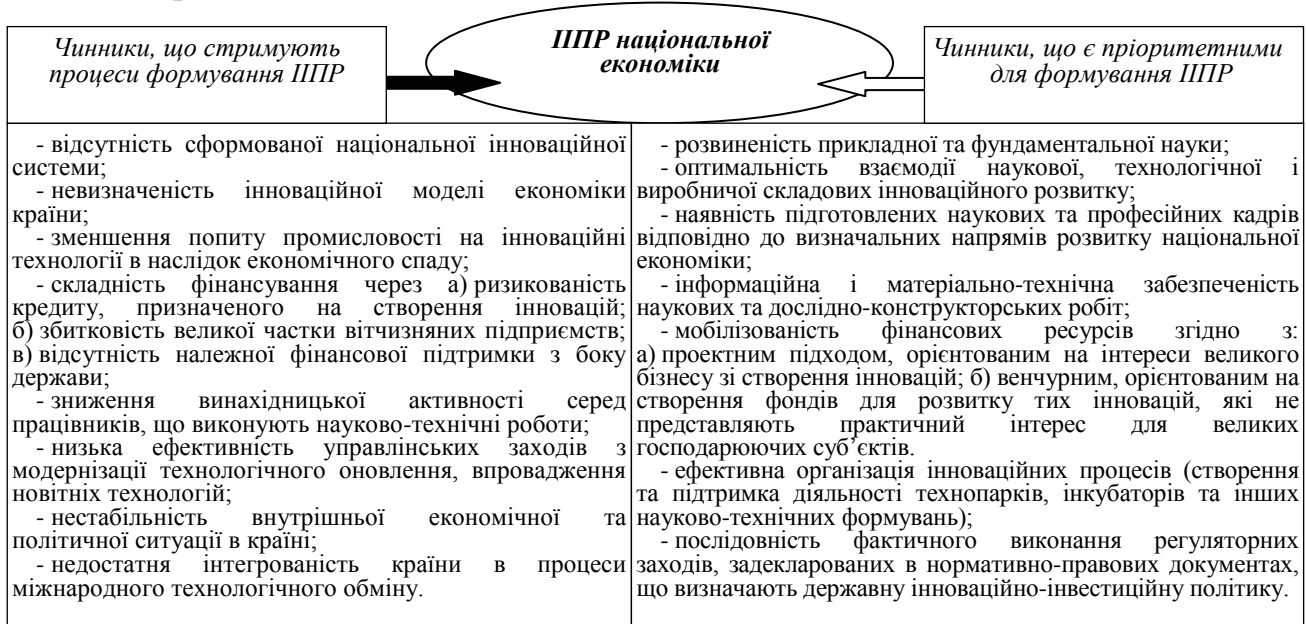 Чинники, що стримують
процеси формування ІІПР
ІІПР національної
економіки
Чинники, що є пріоритетними
для формування ІІПР
- відсутність сформованої національної інноваційної
системи;
- невизначеність інноваційної моделі економіки
країни;
- зменшення попиту промисловості на інноваційні
технології в наслідок економічного спаду;
- складність фінансування через а) ризикованість
кредиту, призначеного на створення інновацій;
б) збитковість великої частки вітчизняних підприємств;
в) відсутність належної фінансової підтримки з боку
держави;
- зниження винахідницької активності серед
працівників, що виконують науково-технічні роботи;
- низька ефективність управлінських заходів з
модернізації технологічного оновлення, впровадження
новітніх технологій;
- нестабільність внутрішньої економічної та
політичної ситуації в країні;
- недостатня інтегрованість країни в процеси
міжнародного технологічного обміну.
- розвиненість прикладної та фундаментальної науки;
- оптимальність взаємодії наукової, технологічної і
виробничої складових інноваційного розвитку;
- наявність підготовлених наукових та професійних кадрів
відповідно до визначальних напрямів розвитку національної
економіки;
- інформаційна і матеріально-технічна забезпеченість
наукових та дослідно-конструкторських робіт;
- мобілізованість фінансових ресурсів згідно з:
а) проектним підходом, орієнтованим на інтереси великого
бізнесу зі створення інновацій; б) венчурним, орієнтованим на
створення фондів для розвитку тих інновацій, які не
представляють практичний інтерес для великих
господарюючих суб’єктів.
- ефективна організація інноваційних процесів (створення
та підтримка діяльності технопарків, інкубаторів та інших
науково-технічних формувань);
- послідовність фактичного виконання регуляторних
заходів, задекларованих в нормативно-правових документах,
що визначають державну інноваційно-інвестиційну політику.